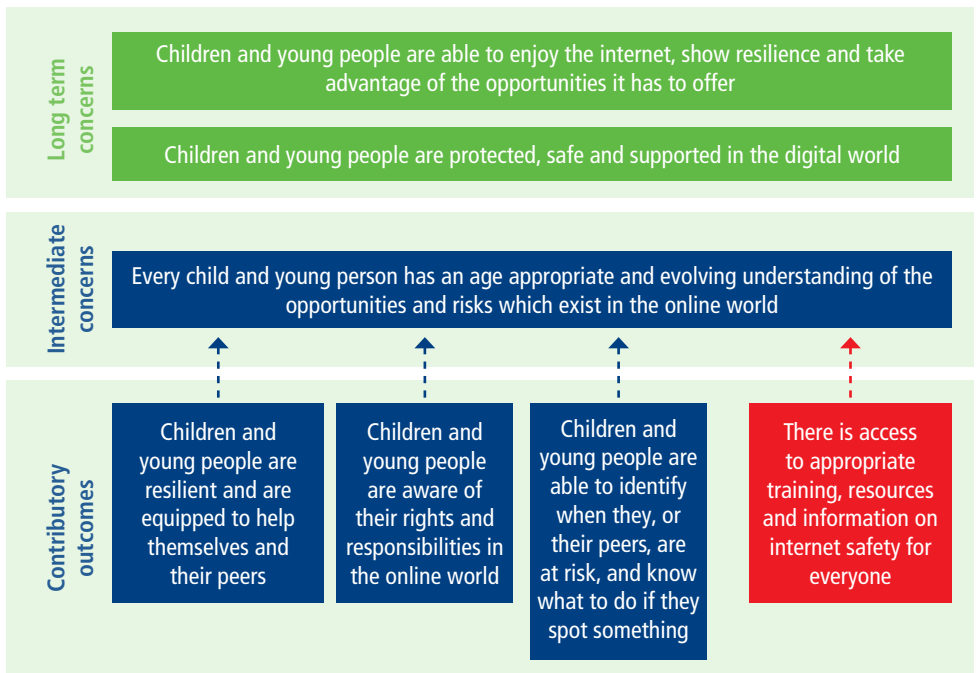 Long term
concerns
Children and young people are able to enjoy the internet, show resilience and take
advantage of the opportunities it has to offer
Children and young people are protected, safe and supported in the digital world
Intermediate
concerns
Every child and young person has an age appropriate and evolving understanding of the
opportunities and risks which exist in the online world
Contributory
outcomes
Children and
young people are
resilient and are
equipped to help
themselves and
their peers
Children and
young people
are aware of
their rights and
responsibilities in
the online world
Children and
young people are
able to identify
when they, or
their peers, are
at risk, and know
what to do if they
spot something
There is access
to appropriate
training, resources
and information on
internet safety for
everyone